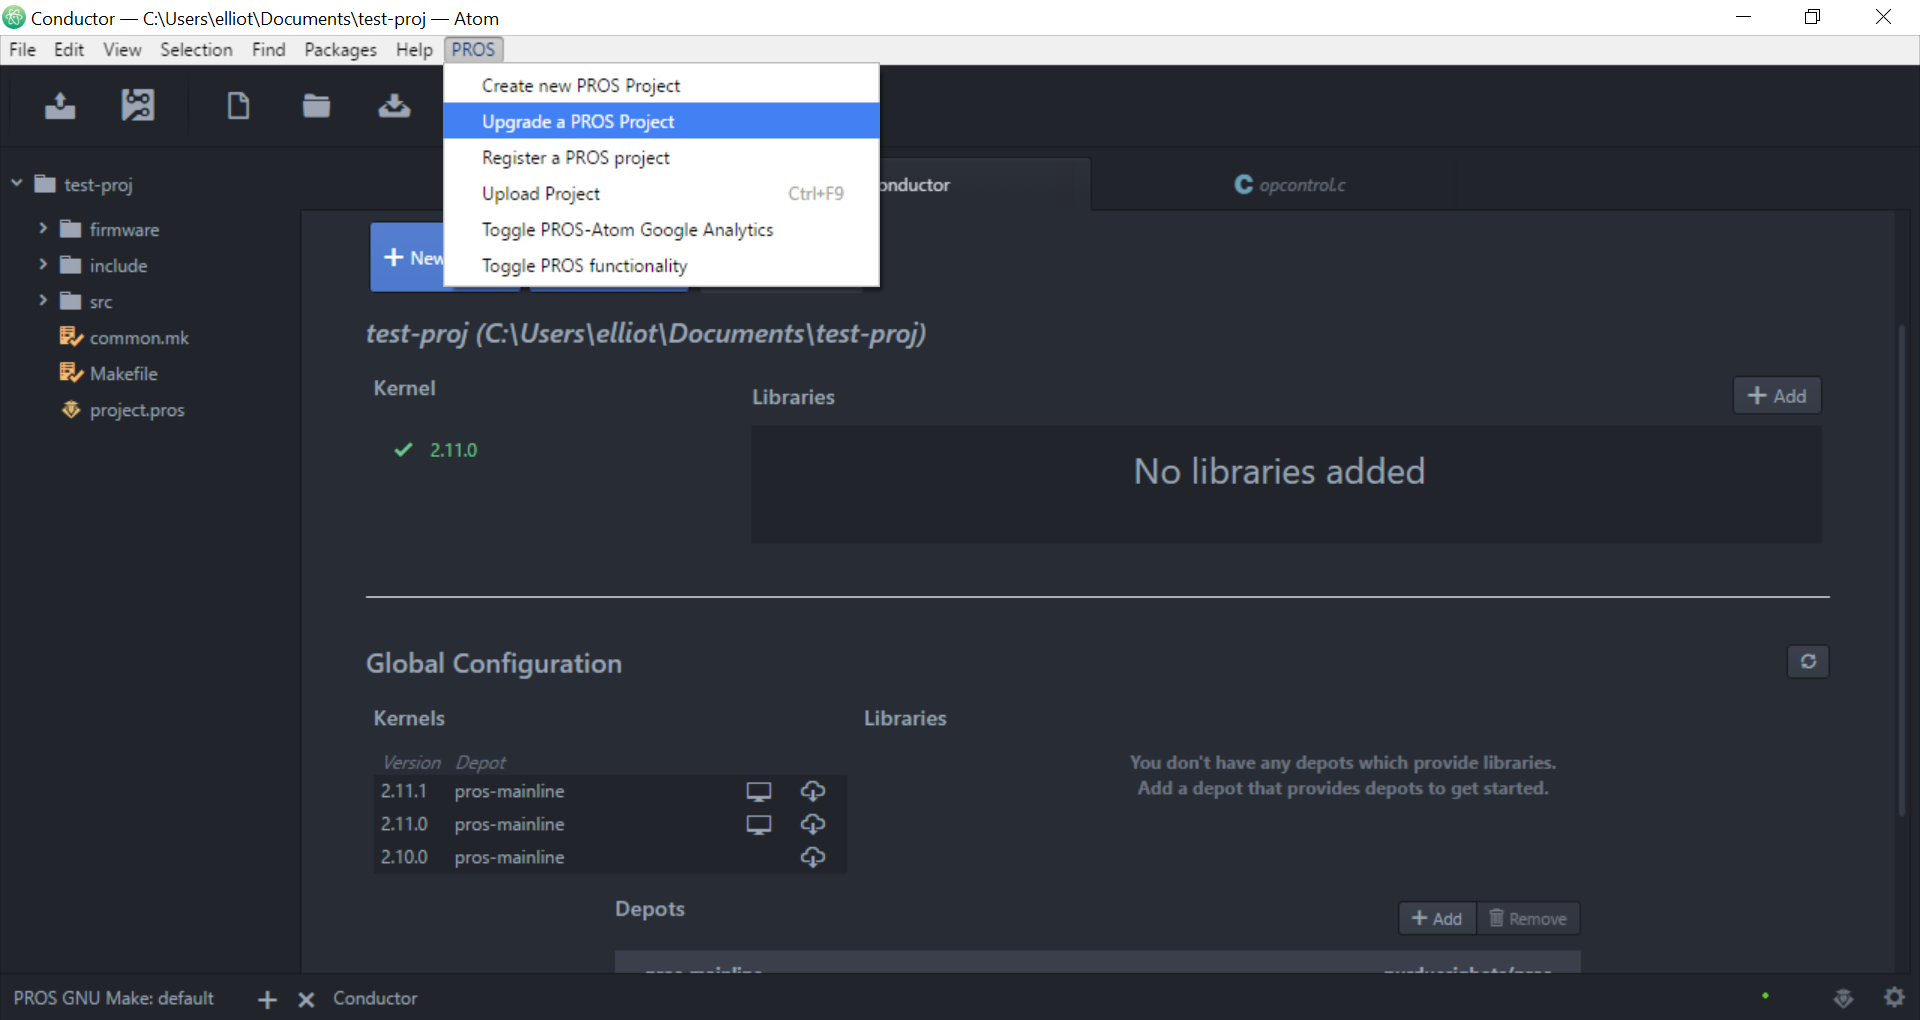 Conductor — C:\Users\elliot\Documents\test-proj — Atom
File Edit View Selection Find Packages Help PROS
Create new PROS Project
Upgrade a PROS Project
Register a PROS project
Upload Project Ctrl+F9
Toggle PROS-Atom Google Analytics
Toggle PROS functionality
test-proj
firmware
include
src
common.mk
Makefile
project.pros
onductor
opcontrol.c
New
test-proj (C:\Users\elliot\Documents\test-proj)
Kernel
2.11.0
Libraries
Add
No libraries added
Global Configuration
Kernels
Version Depot
2.11.1 pros-mainline
2.11.0 pros-mainline
2.10.0 pros-mainline
Libraries
You don't have any depots which provide libraries.
Add a depot that provides depots to get started.
Depots
Add Remove
PROS GNU Make: default
Conductor